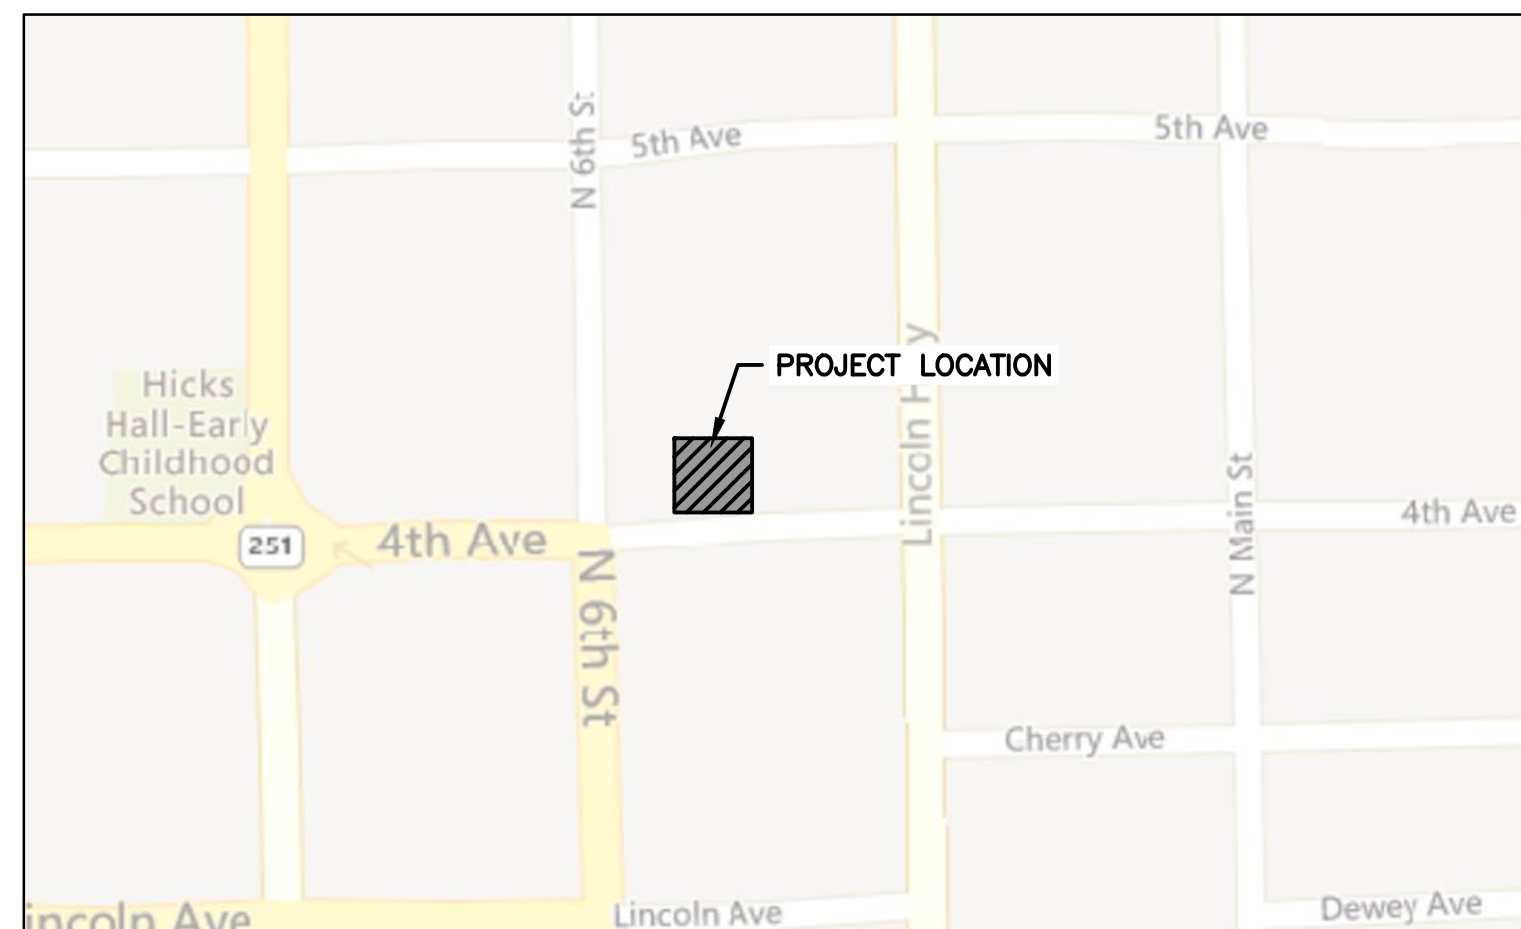 N 6th St
5th Ave
5th Ave
PROJECT LOCATION
Hicks
Hall-Early
Childhood
School
Lincoln H y
N Main St
4th Ave
251
4th Ave
N 6th St
Cherry Ave
incoln Ave
Lincoln Ave
Dewey Ave